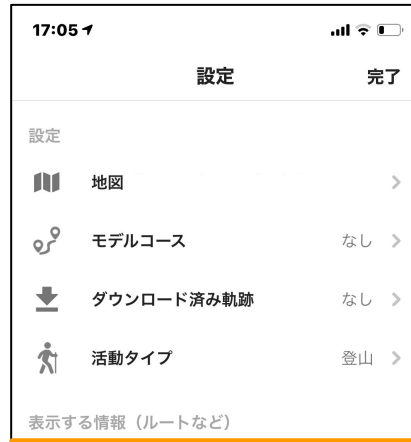 17:05
設定 完了
設定
地図
モデルコース なし
ダウンロード済み軌跡 なし
活動タイプ 登山
表示する情報（ルートなど）